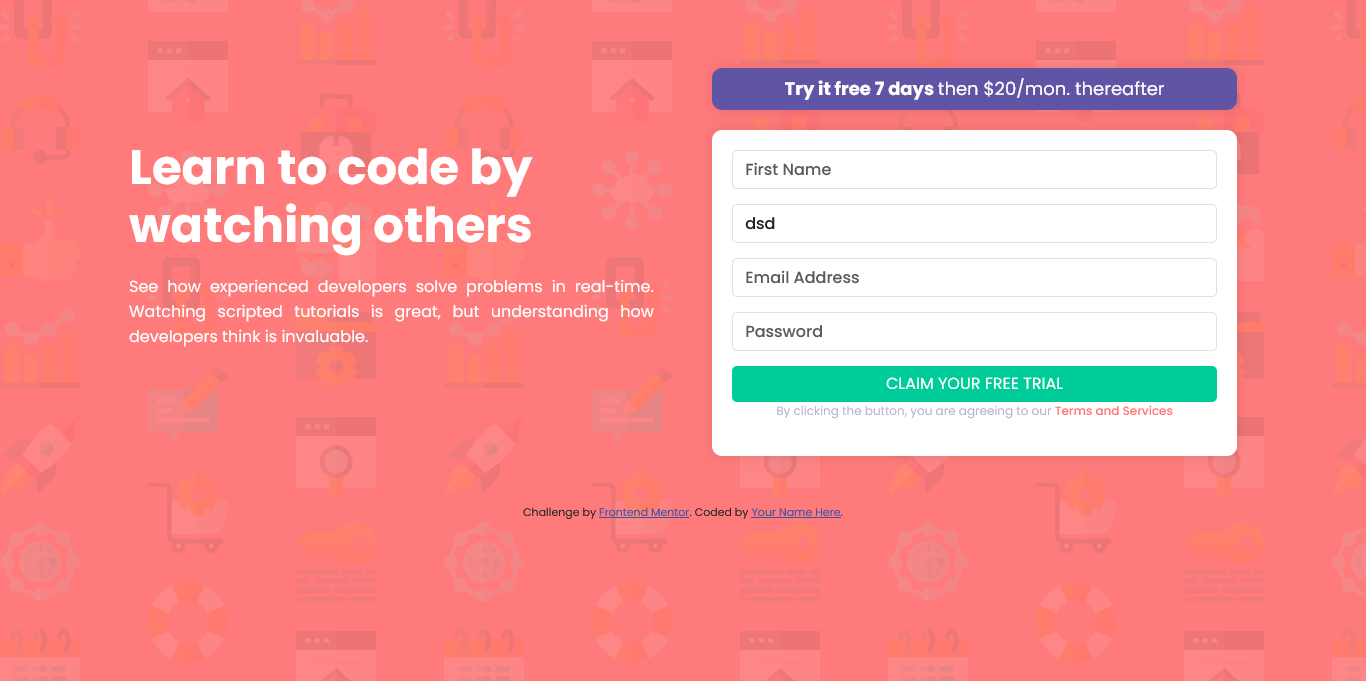 Learn to code by
watching others
See how experienced developers solve problems in real-time.
Watching scripted tutorials is great, but understanding how
developers think is invaluable.
Try it free 7 days then $20/mon. thereafter
First Name
dsd
Email Address
Password
CLAIM YOUR FREE TRIAL
By clicking the button, you are agreeing to our Terms and Services
Challenge by Frontend Mentor. Coded by Your Name Here.